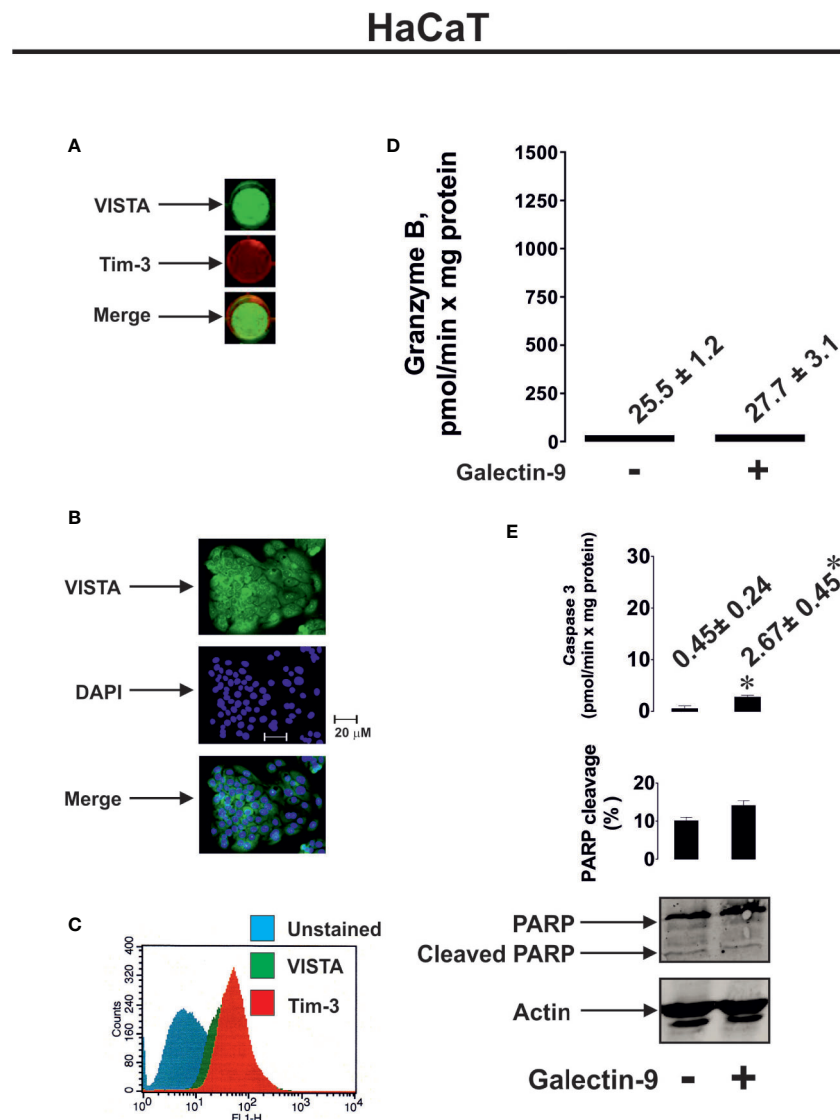 HaCaT
A
VISTA
Tim-3
Merge
B
VISTA
DAPI
20 μM
Merge
C
Unstained
VISTA
Tim-3
Counts
400
320
240
160
80
0
10⁰ 10¹ 10² 10³ 10⁴
FL1-H
D
Granzyme B,
pmol/min x mg protein
1500
1250
1000
750
500
250
0
25.5 ± 1.2
27.7 ± 3.1
Galectin-9 - +
E
Caspase 3
(pmol/min x mg protein)
30
20
10
0
0.45± 0.24
2.67± 0.45*
*
PARP cleavage
(%)
20
10
0
PARP
Cleaved PARP
Actin
Galectin-9 - +